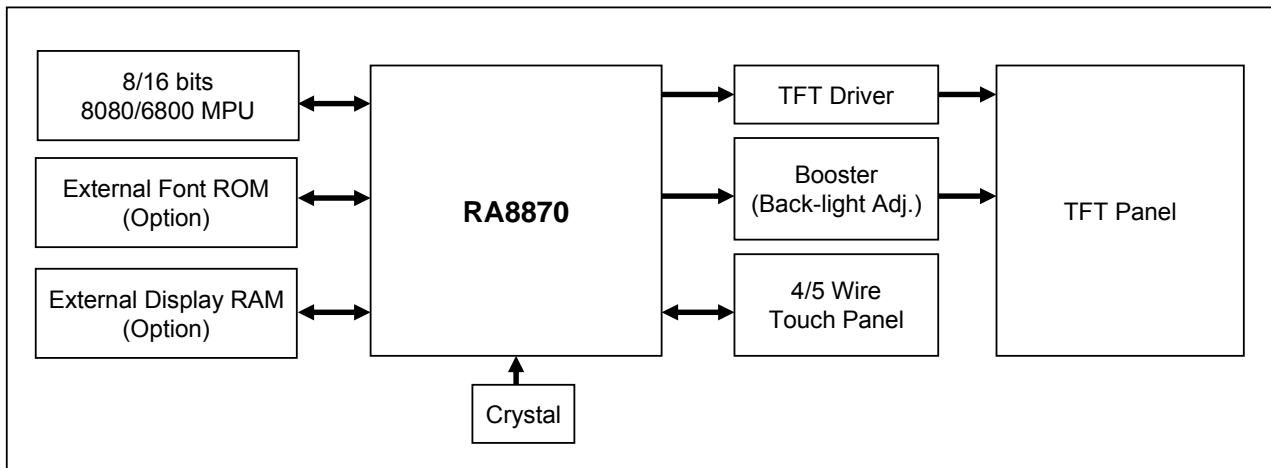 8/16 bits
8080/6800 MPU
External Font ROM
(Option)
External Display RAM
(Option)
RA8870
Crystal
TFT Driver
Booster
(Back-light Adj.)
4/5 Wire
Touch Panel
TFT Panel